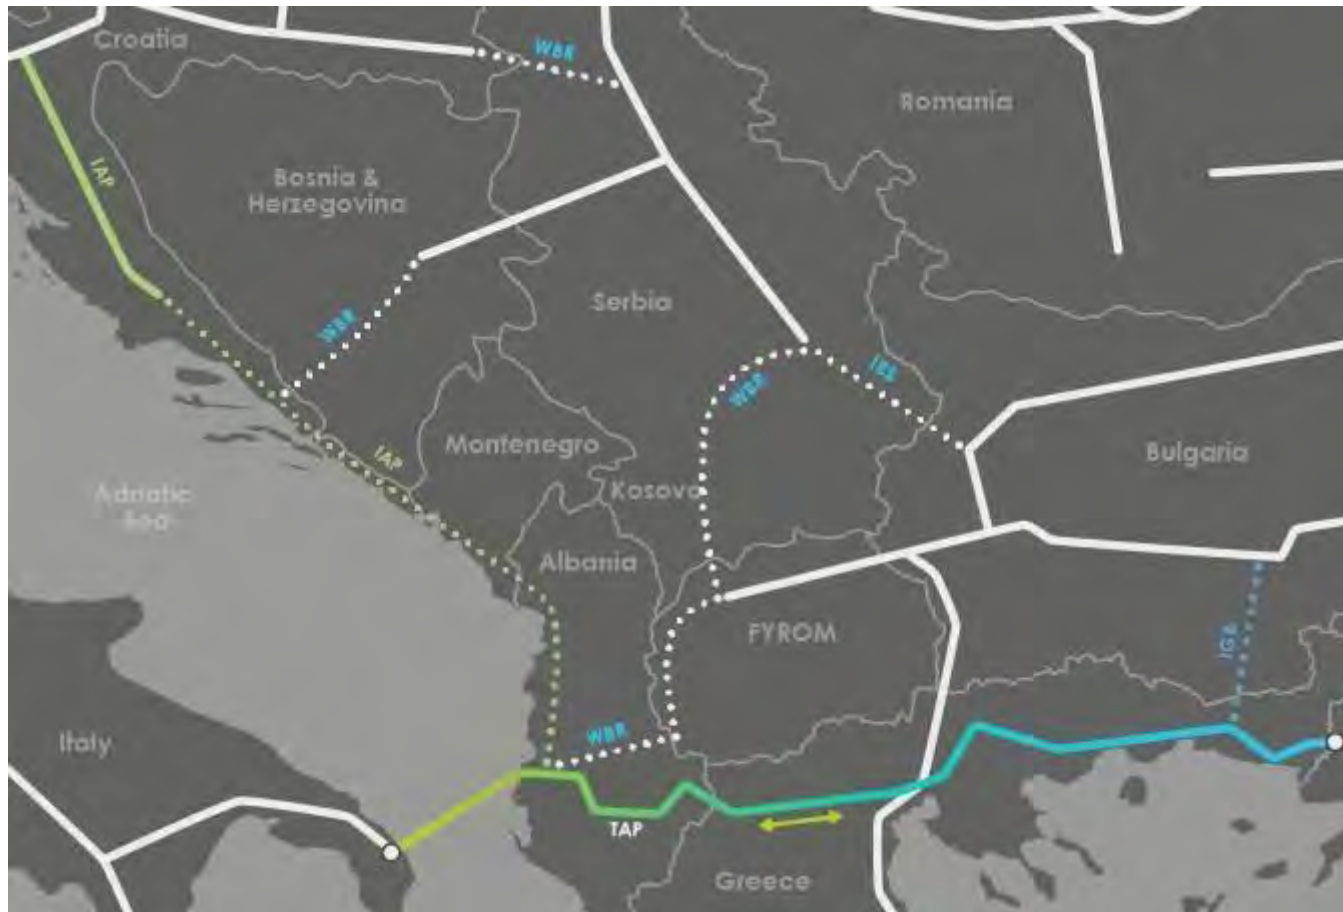 Croatia
WBR
Romania
IAP
Bosnia &
Herzegovina
Serbia
WBR
IBS
WBR
Montenegro
IAP
Bulgaria
Kosovo
Adriatic
Sea
Albania
FYROM
IGB
Italy
WBR
TAP
Greece